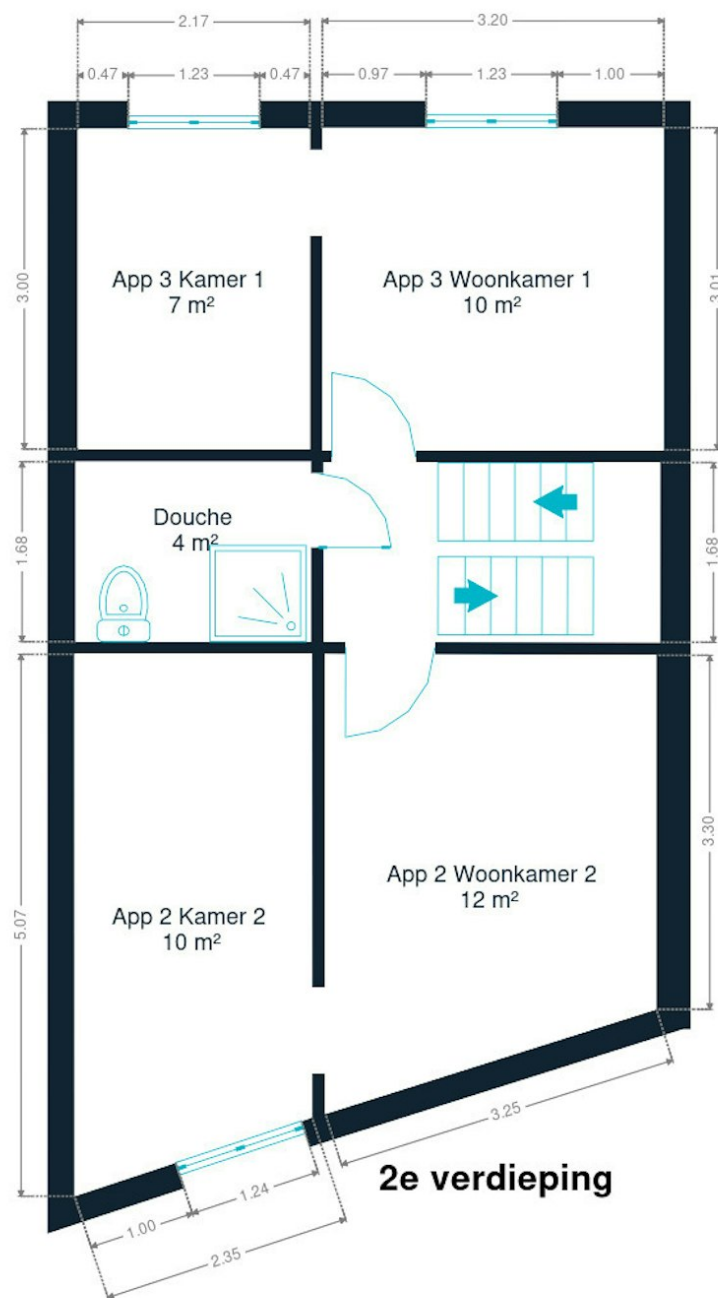 2.17
3.20
0.47
1.23
0.47
0.97
1.23
1.00
3.00
App 3 Kamer 1
7 m²
App 3 Woonkamer 1
10 m²
3.01
1.68
Douche
4 m²
1.68
5.07
App 2 Kamer 2
10 m²
App 2 Woonkamer 2
12 m²
3.30
3.25
1.00
1.24
2.35
2e verdieping